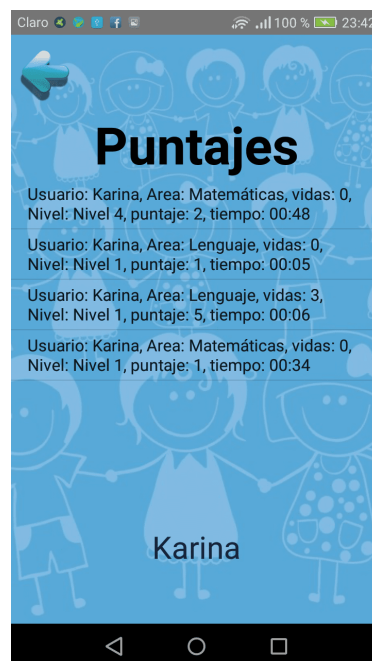 Claro 100 % 23:42
Puntajes
Usuario: Karina, Area: Matemáticas, vidas: 0,
Nivel: Nivel 4, puntaje: 2, tiempo: 00:48
Usuario: Karina, Area: Lenguaje, vidas: 0,
Nivel: Nivel 1, puntaje: 1, tiempo: 00:05
Usuario: Karina, Area: Lenguaje, vidas: 3,
Nivel: Nivel 1, puntaje: 5, tiempo: 00:06
Usuario: Karina, Area: Matemáticas, vidas: 0,
Nivel: Nivel 1, puntaje: 1, tiempo: 00:34
Karina